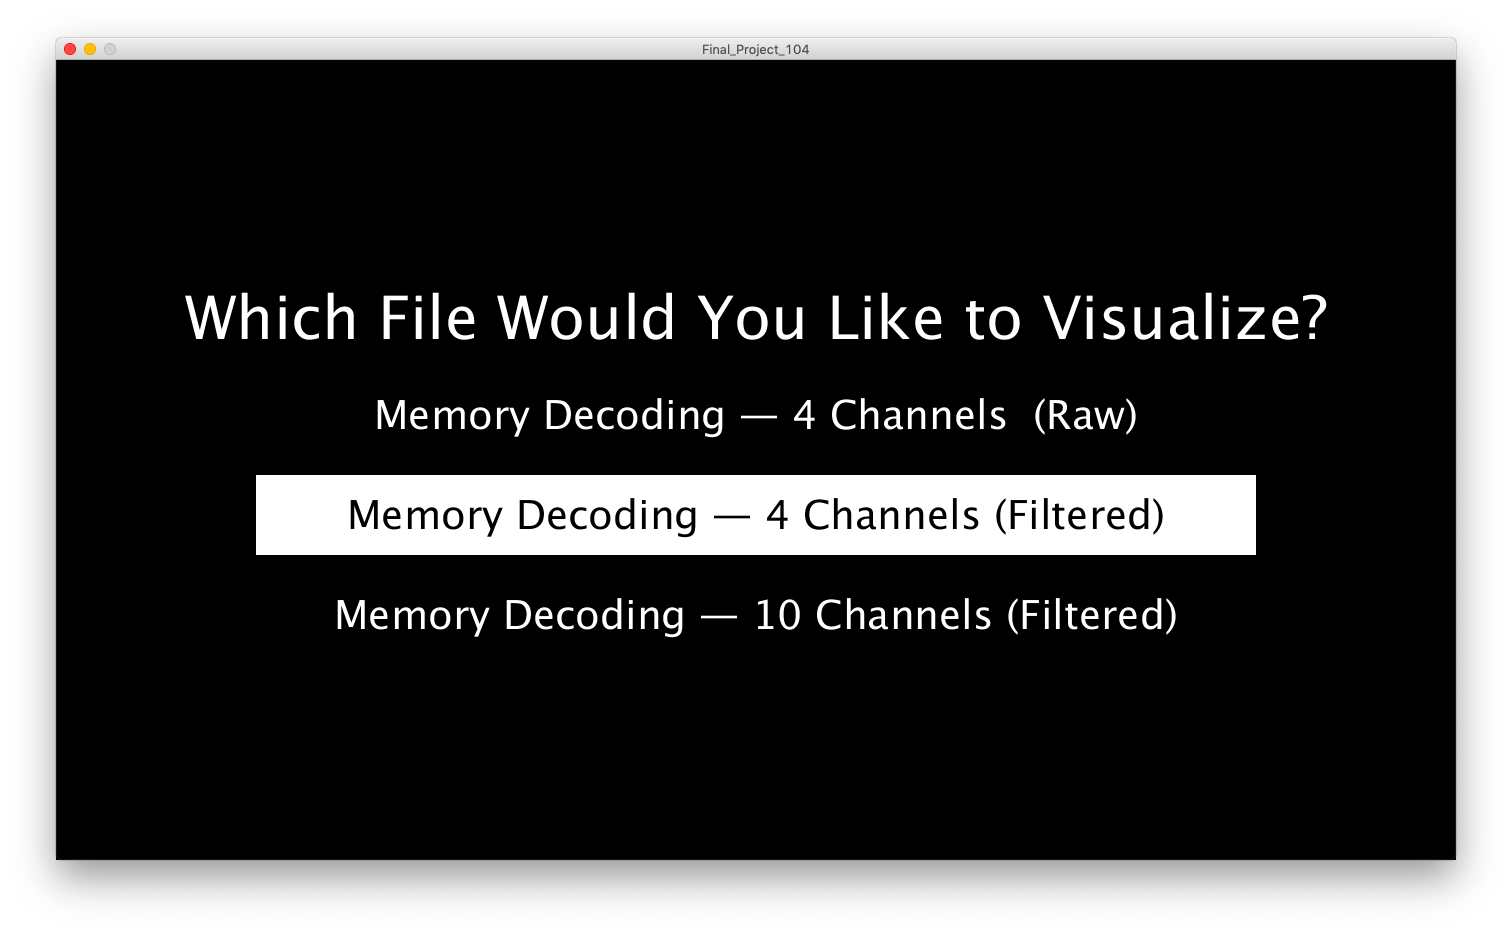 Final_Project_104
Which File Would You Like to Visualize?
Memory Decoding — 4 Channels  (Raw)
Memory Decoding — 4 Channels (Filtered)
Memory Decoding — 10 Channels (Filtered)